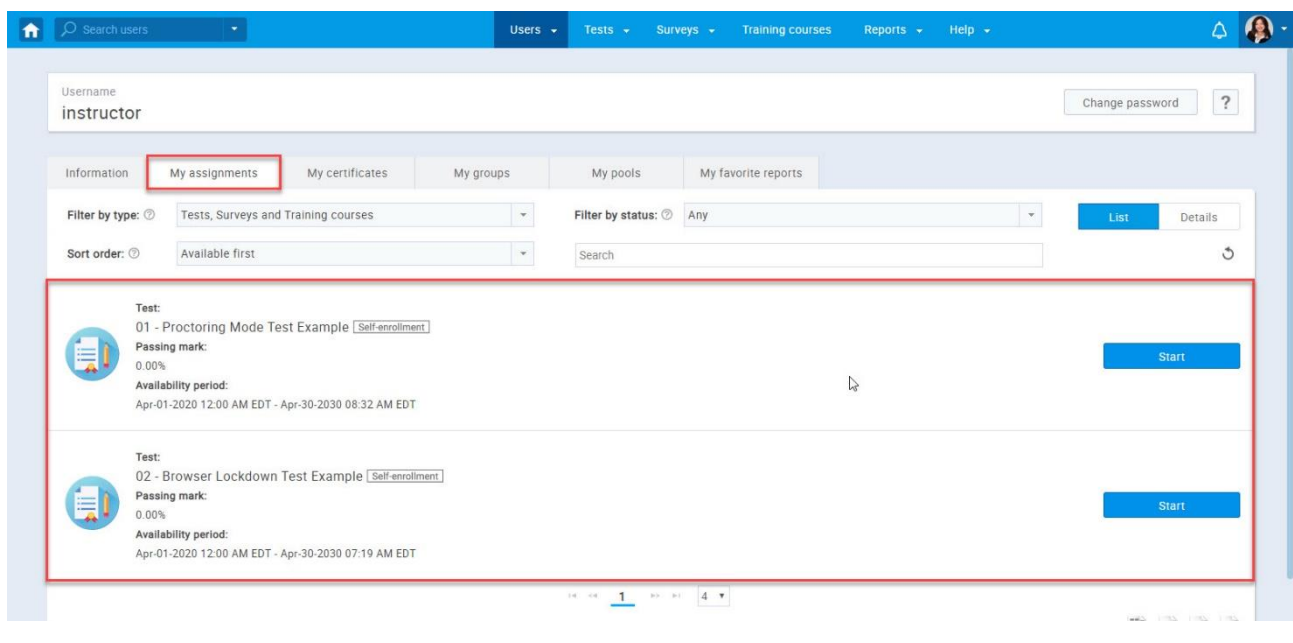 Search users
Users Tests Surveys Training courses Reports Help
Username
instructor
Change password ?
Information My assignments My certificates My groups My pools My favorite reports
Filter by type: ? Tests, Surveys and Training courses Filter by status: ? Any List Details
Sort order: ? Available first Search
Test:
01 - Proctoring Mode Test Example Self-enrollment
Passing mark:
0.00%
Start
Availability period:
Apr-01-2020 12:00 AM EDT - Apr-30-2030 08:32 AM EDT
Test:
02 - Browser Lockdown Test Example Self-enrollment
Passing mark:
0.00%
Start
Availability period:
Apr-01-2020 12:00 AM EDT - Apr-30-2030 07:19 AM EDT
1 4